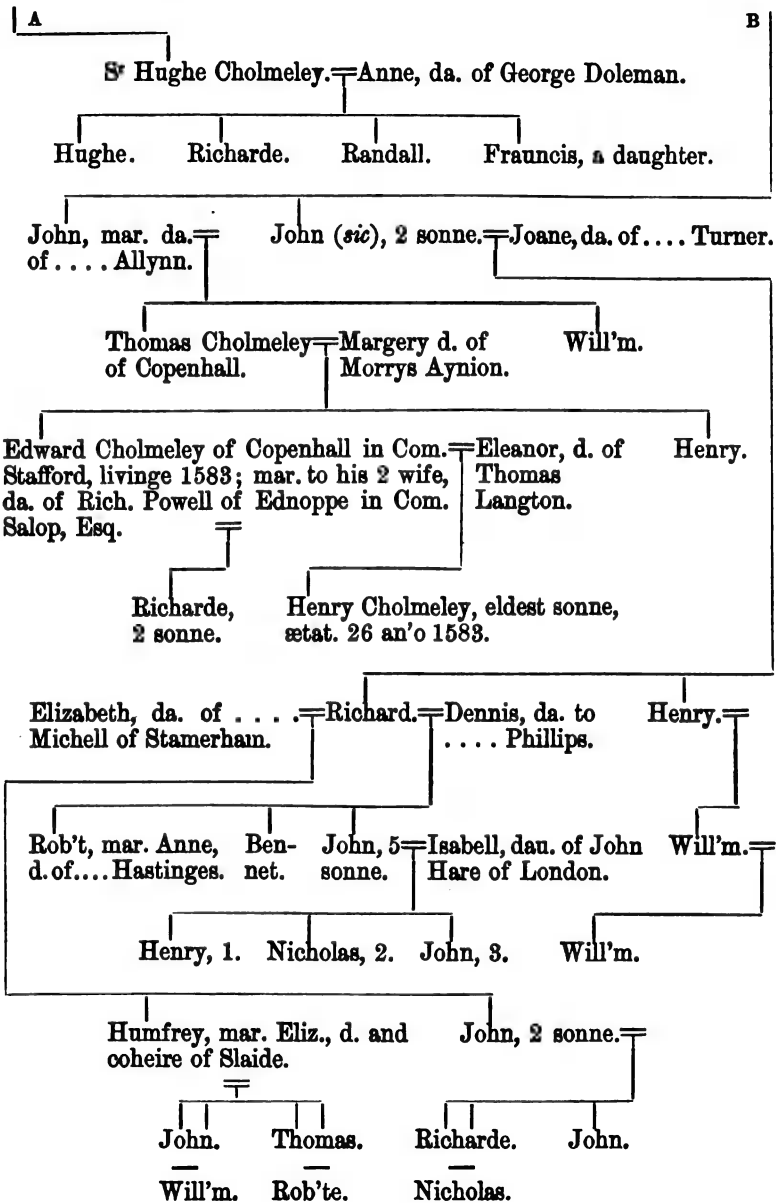 A B
Sr Hughe Cholmeley. Anne, da. of George Doleman.
Hughe. Richarde. Randall. Frauncis, a daughter.
John, mar. da. of .... Allynn.
John (sic), 2 sonne. Joane, da. of .... Turner.
Thomas Cholmeley of Copenhall.
Margery d. of Morrys Aynion.
Will'm.
Edward Cholmeley of Copenhall in Com.
Stafford, livinge 1583; mar. to his 2 wife,
da. of Rich. Powell of Ednoppe in Com.
Salop, Esq.
Eleanor, d. of
Thomas
Langton.
Henry.
Richarde,
2 sonne.
Henry Cholmeley, eldest sonne,
ætat. 26 an'o 1583.
Elizabeth, da. of ....
Michell of Stamerham.
Richard.
Dennis, da. to
.... Phillips.
Henry.
Rob't, mar. Anne,
d. of.... Hastinges.
Ben-
net.
John, 5
sonne.
Isabell, dau. of John
Hare of London.
Will'm.
Henry, 1. Nicholas, 2. John, 3. Will'm.
Humfrey, mar. Eliz., d. and
coheire of Slaide.
John, 2 sonne.
John. Thomas. Richarde. John.
Will'm. Rob'te. Nicholas.